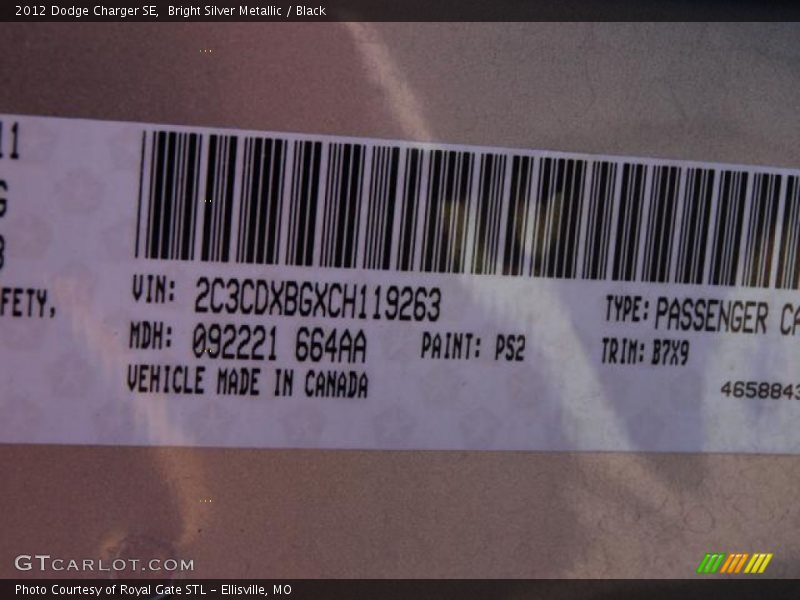 2012 Dodge Charger SE, Bright Silver Metallic / Black
11
G
FETY,
VIN: 2C3CDXBGXCH119263
TYPE: PASSENGER CA
MDH: 092221 664AA
PAINT: PS2
TRIM: B7X9
VEHICLE MADE IN CANADA
4658843
GTCARLOT.COM
Photo Courtesy of Royal Gate STL - Ellisville, MO